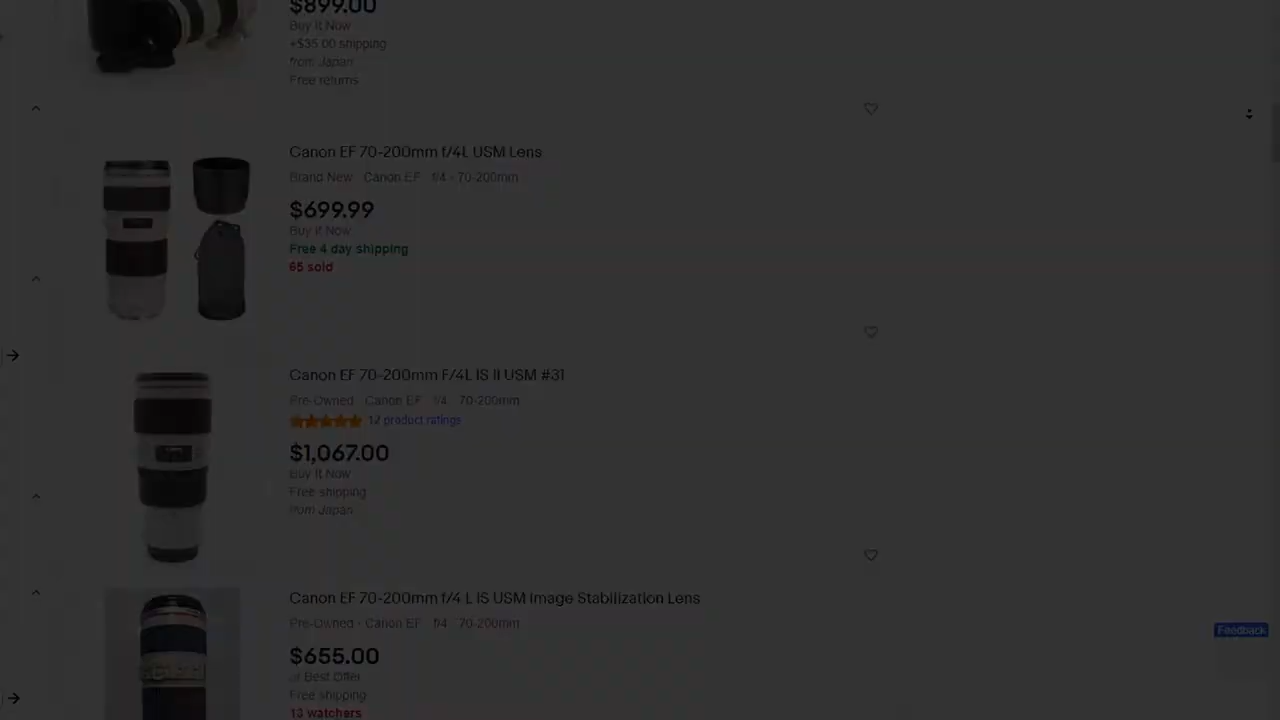 $899.00
Buy It Now
+$35.00 shipping
from Japan
Free returns
Canon EF 70-200mm f/4L USM Lens
Brand New · Canon EF · f/4 · 70-200mm
$699.99
Buy It Now
Free 4 day shipping
65 sold
Canon EF 70-200mm F/4L IS II USM #31
Pre-Owned · Canon EF · f/4 · 70-200mm
12 product ratings
$1,067.00
Buy It Now
Free shipping
from Japan
Canon EF 70-200mm f/4 L IS USM Image Stabilization Lens
Pre-Owned · Canon EF · f/4 · 70-200mm
Feedback
$655.00
or Best Offer
Free shipping
13 watchers